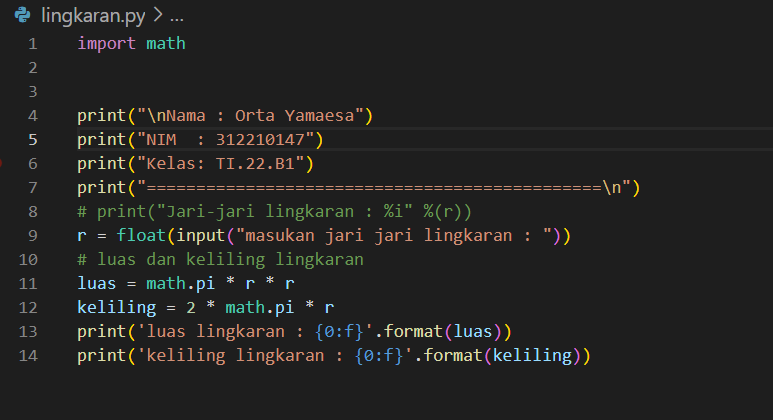 lingkaran.py > ...
1 import math
2
3
4 print("\nNama : Orta Yamaesa")
5 print("NIM  : 312210147")
6 print("Kelas: TI.22.B1")
7 print("==============================================\n")
8 # print("Jari-jari lingkaran : %i" %(r))
9 r = float(input("masukan jari jari lingkaran : "))
10 # luas dan keliling lingkaran
11 luas = math.pi * r * r
12 keliling = 2 * math.pi * r
13 print('luas lingkaran : {0:f}'.format(luas))
14 print('keliling lingkaran : {0:f}'.format(keliling))